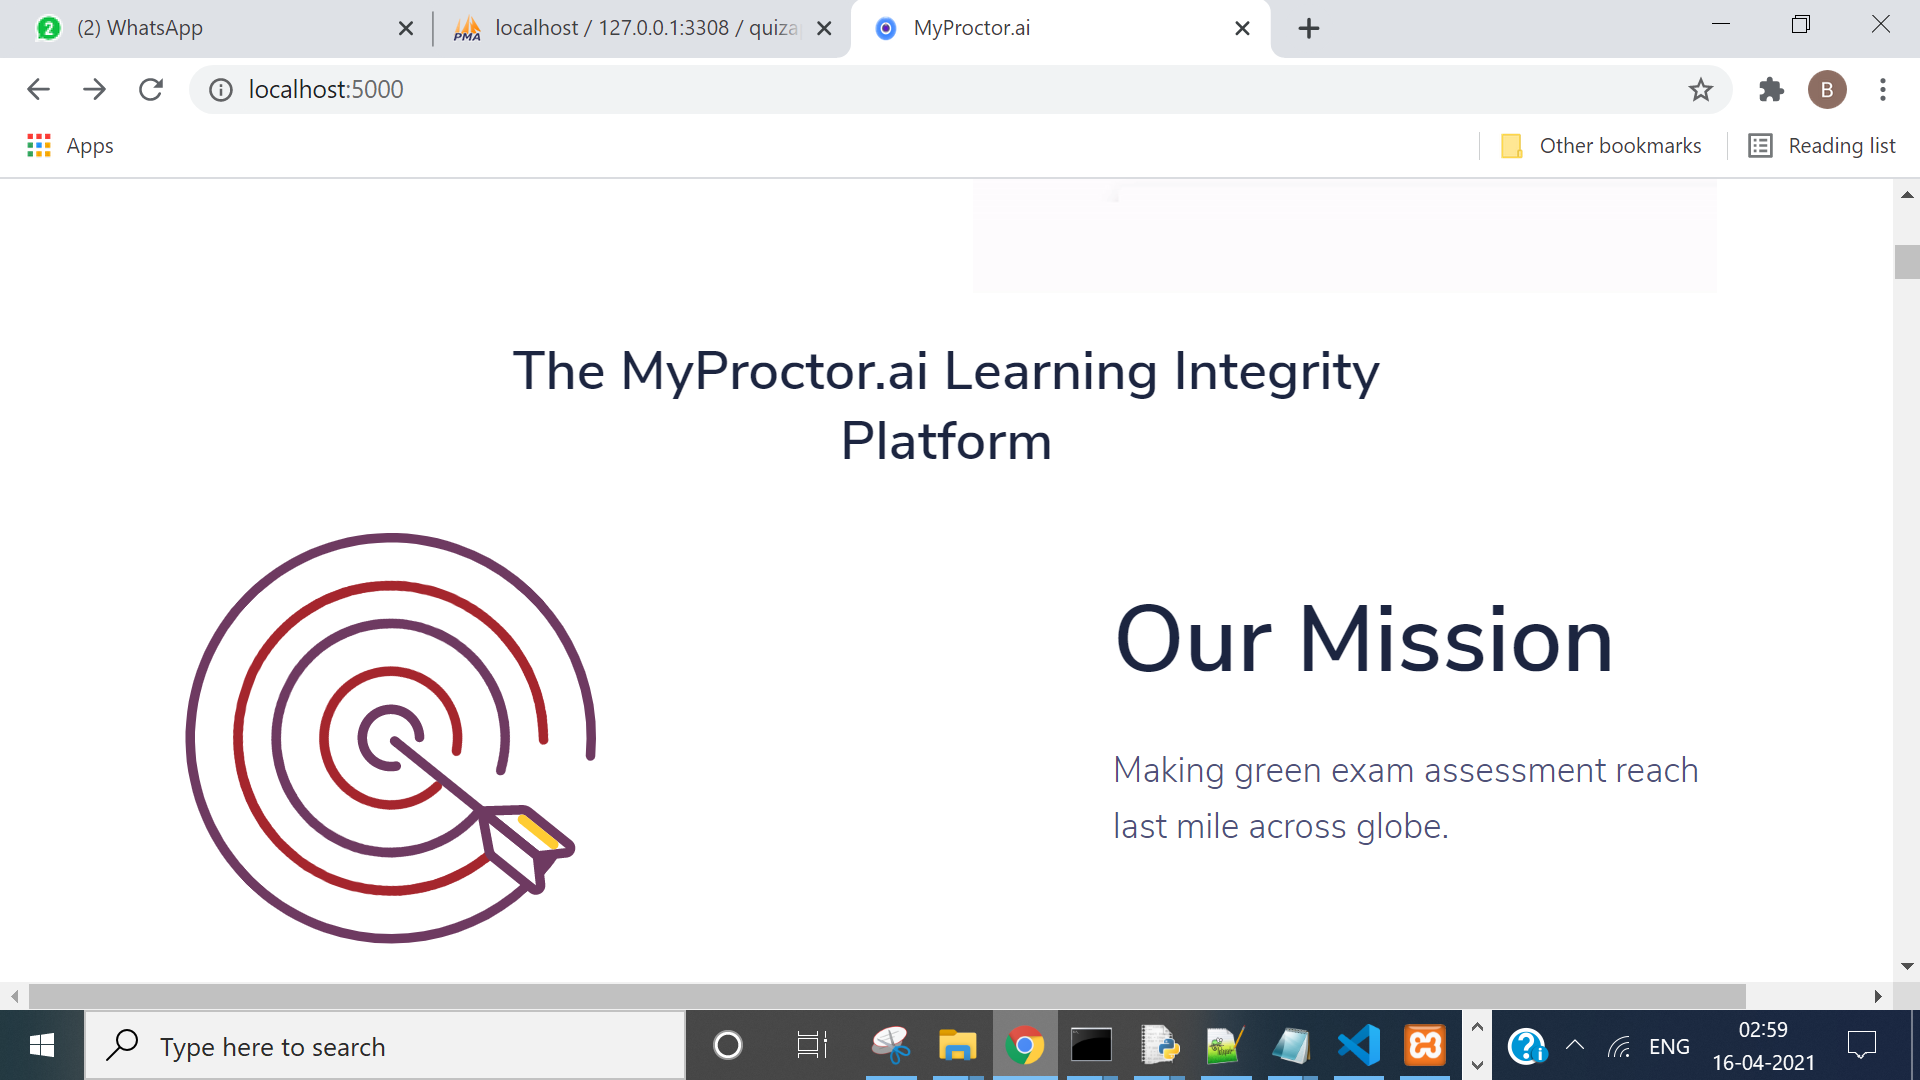 2
(2) WhatsApp
PMA
localhost / 127.0.0.1:3308 / quiza
MyProctor.ai
localhost:5000
B
Apps
Other bookmarks
Reading list
The MyProctor.ai Learning Integrity
Platform
Our Mission
Making green exam assessment reach
last mile across globe.
Type here to search
ENG
02:59
16-04-2021